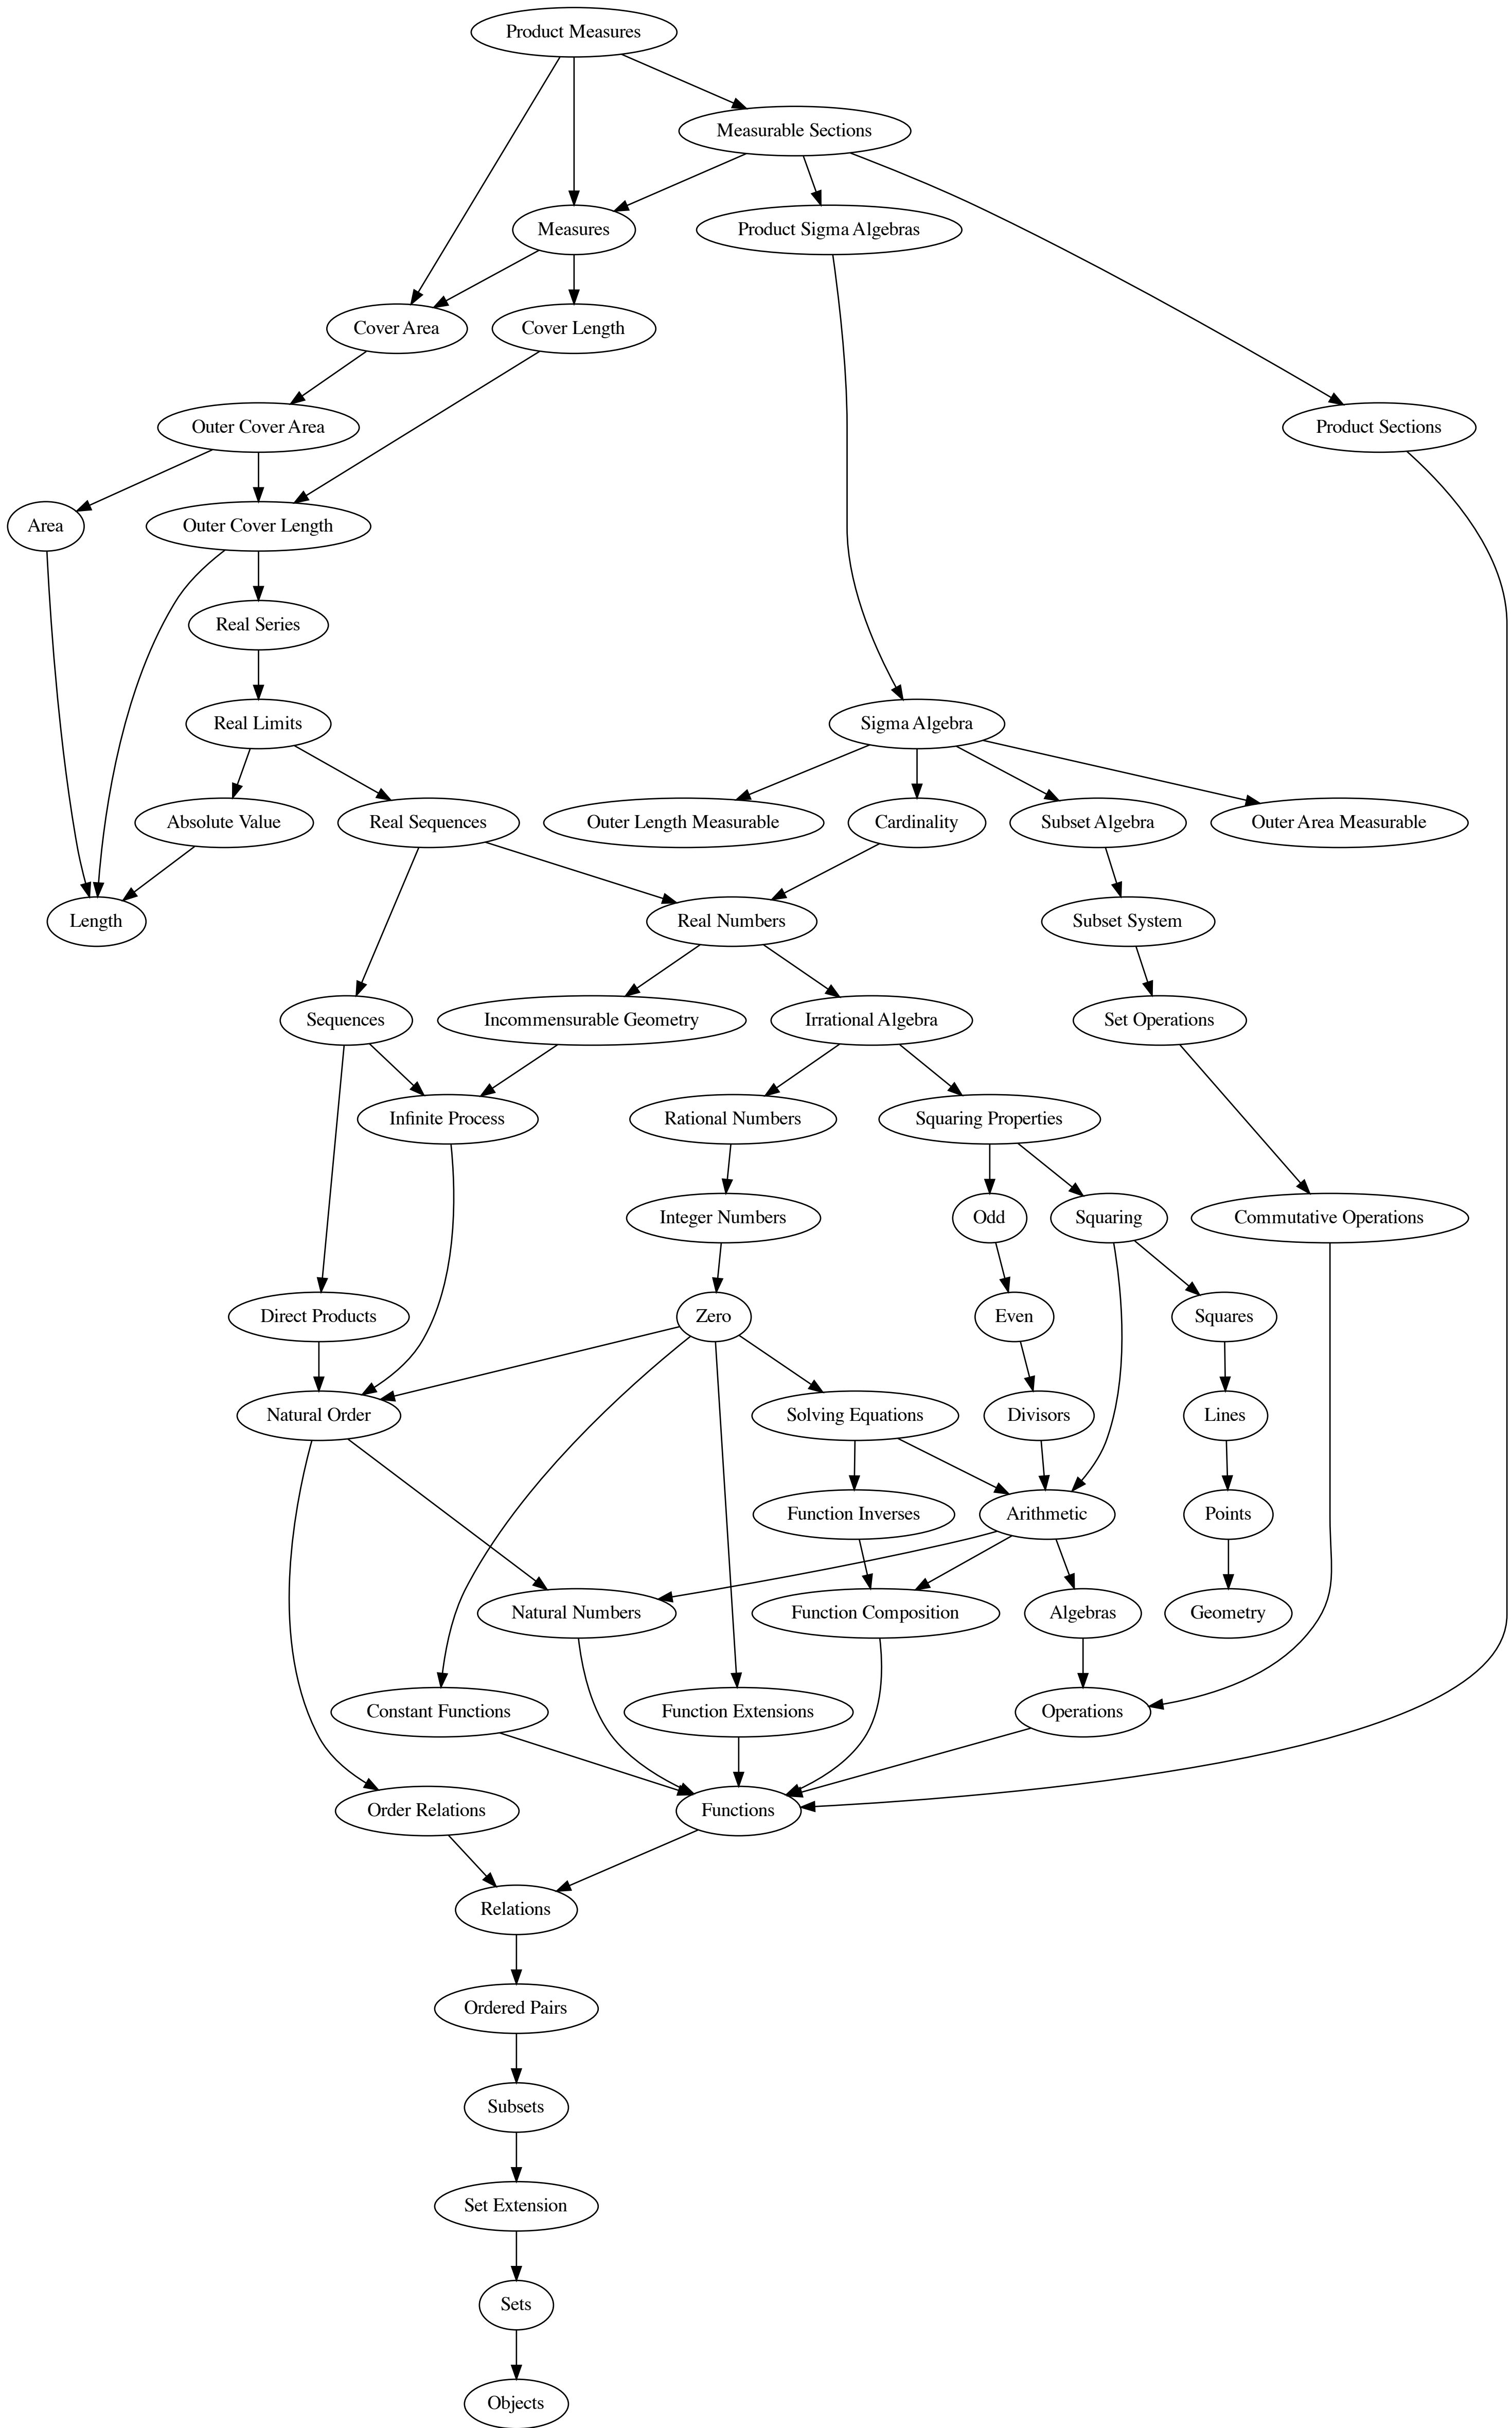 Product Measures
Measurable Sections
Measures
Product Sigma Algebras
Cover Area
Cover Length
Outer Cover Area
Product Sections
Area
Outer Cover Length
Real Series
Real Limits
Sigma Algebra
Absolute Value
Real Sequences
Outer Length Measurable
Cardinality
Subset Algebra
Outer Area Measurable
Length
Real Numbers
Subset System
Sequences
Incommensurable Geometry
Irrational Algebra
Set Operations
Infinite Process
Rational Numbers
Squaring Properties
Integer Numbers
Odd
Squaring
Commutative Operations
Direct Products
Zero
Even
Squares
Natural Order
Solving Equations
Divisors
Lines
Function Inverses
Arithmetic
Points
Natural Numbers
Function Composition
Algebras
Geometry
Constant Functions
Function Extensions
Operations
Order Relations
Functions
Relations
Ordered Pairs
Subsets
Set Extension
Sets
Objects